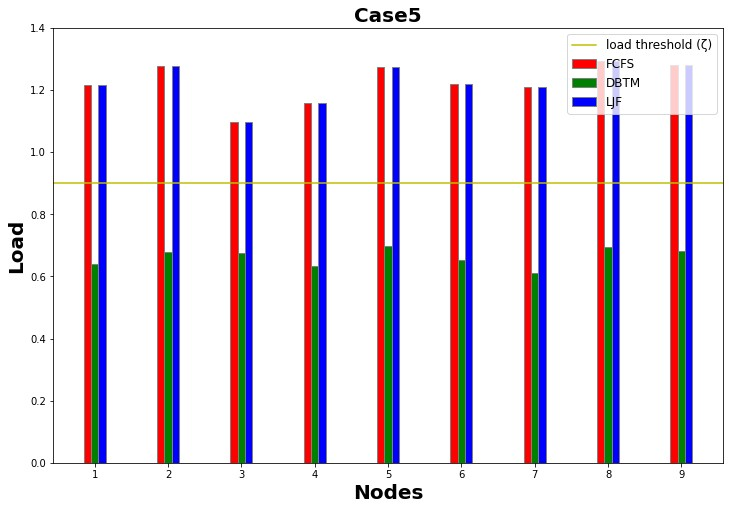 Case5
load threshold (ζ)
FCFS
DBTM
LJF
1.4
1.2
1.0
0.8
0.6
0.4
0.2
0.0
Load
1 2 3 4 5 6 7 8 9
Nodes